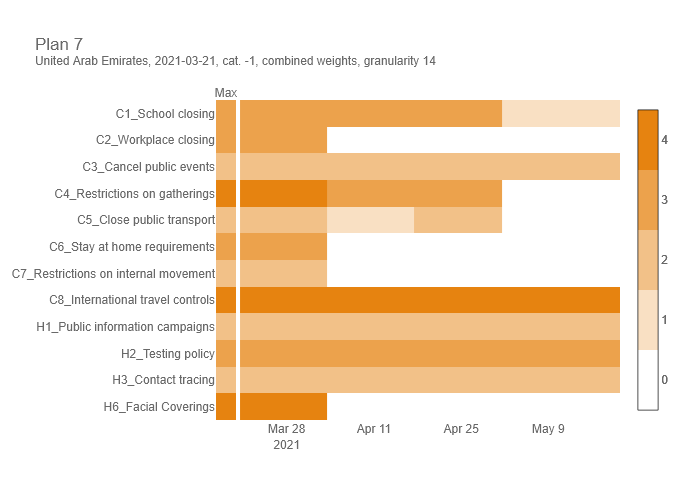 Plan 7
United Arab Emirates, 2021-03-21, cat. -1, combined weights, granularity 14
Max
C1_School closing
C2_Workplace closing
C3_Cancel public events
C4_Restrictions on gatherings
C5_Close public transport
C6_Stay at home requirements
C7_Restrictions on internal movement
C8_International travel controls
H1_Public information campaigns
H2_Testing policy
H3_Contact tracing
H6_Facial Coverings
Mar 28 Apr 11 Apr 25 May 9
2021
4
3
2
1
0